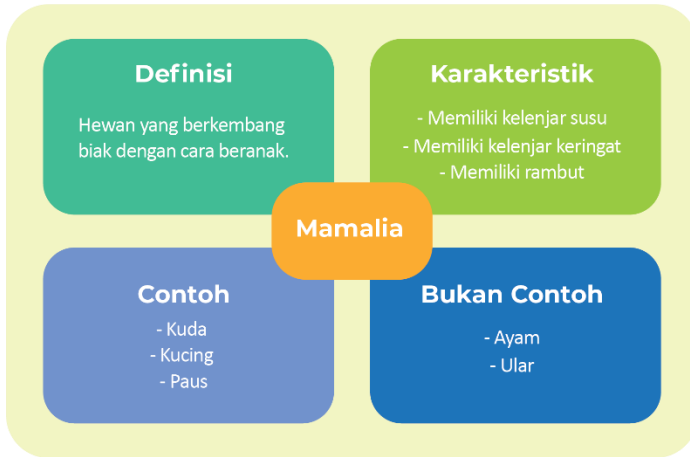 Definisi
Hewan yang berkembang
biak dengan cara beranak.
Karakteristik
- Memiliki kelenjar susu
- Memiliki kelenjar keringat
- Memiliki rambut
Mamalia
Contoh
- Kuda
- Kucing
- Paus
Bukan Contoh
- Ayam
- Ular